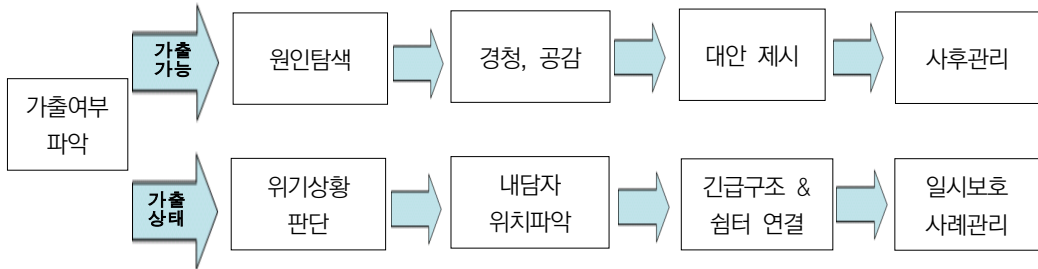 가출여부
파악
가출
가능
원인탐색
경청, 공감
대안 제시
사후관리
가출
상태
위기상황
판단
내담자
위치파악
긴급구조 &
쉼터 연결
일시보호
사례관리